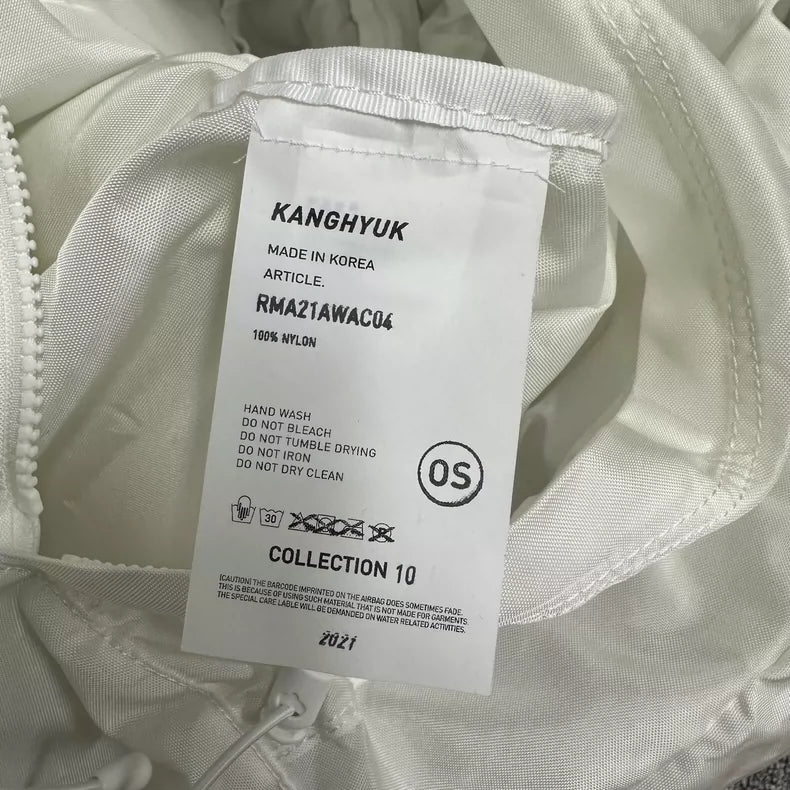 KANGHYUK
MADE IN KOREA
ARTICLE.
RMA21AWAC04
100% NYLON
HAND WASH
DO NOT BLEACH
DO NOT TUMBLE DRYING
DO NOT IRON
DO NOT DRY CLEAN
OS
30
COLLECTION 10
(CAUTION) THE BARCODE IMPRINTED ON THE AIRBAG DOES SOMETIMES FADE.
THIS IS BECAUSE OF USING SUCH MATERIAL THAT IS NOT MADE FOR GARMENTS.
THE SPECIAL CARE LABLE WILL BE DEMANDED ON WATER RELATED ACTIVITIES.
2021